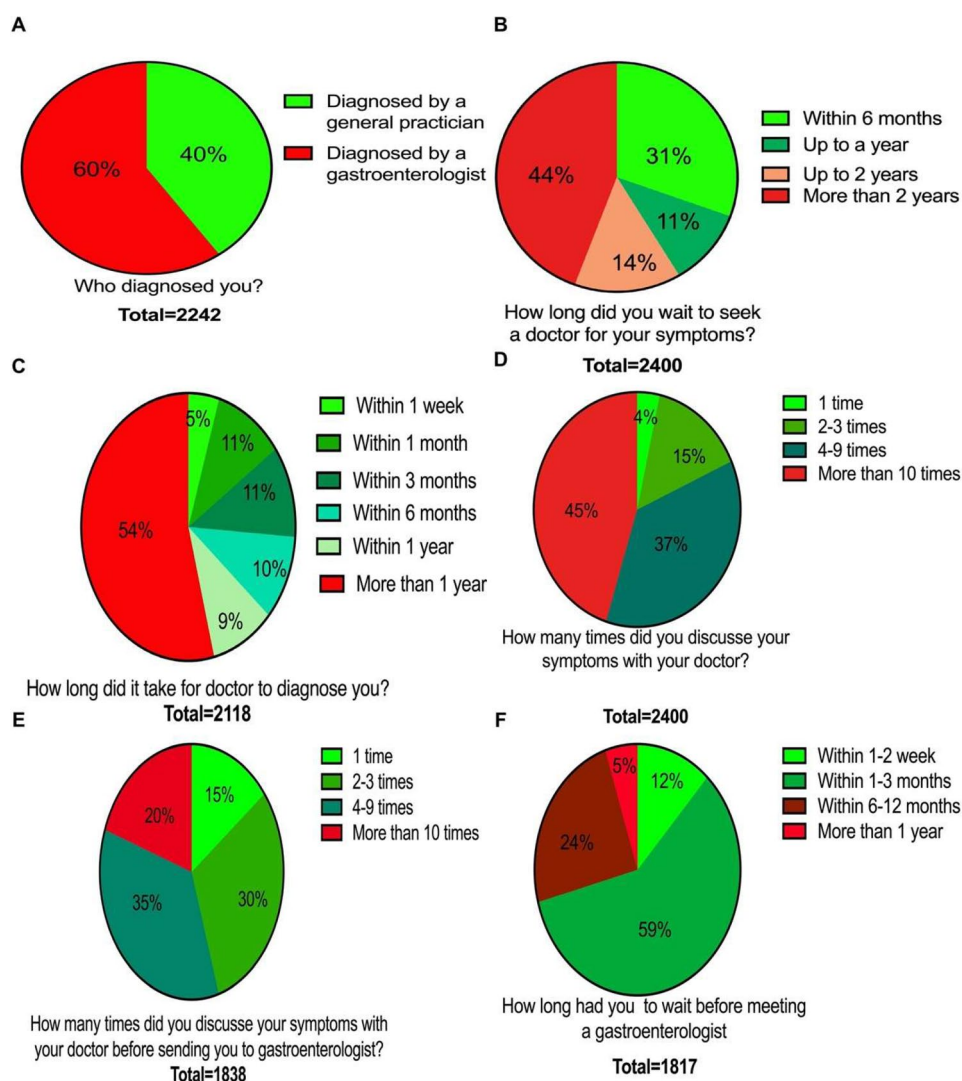 A
40%
60%
Diagnosed by a
general practician
Diagnosed by a
gastroenterologist
Who diagnosed you?
Total=2242
B
31%
11%
14%
44%
Within 6 months
Up to a year
Up to 2 years
More than 2 years
How long did you wait to seek
a doctor for your symptoms?
Total=2400
C
5%
11%
11%
10%
9%
54%
Within 1 week
Within 1 month
Within 3 months
Within 6 months
Within 1 year
More than 1 year
How long did it take for doctor to diagnose you?
Total=2118
D
4%
15%
37%
45%
1 time
2-3 times
4-9 times
More than 10 times
How many times did you discusse your
symptoms with your doctor?
Total=2400
E
15%
30%
35%
20%
1 time
2-3 times
4-9 times
More than 10 times
How many times did you discusse your symptoms with
your doctor before sending you to gastroenterologist?
Total=1838
F
12%
59%
24%
5%
Within 1-2 week
Within 1-3 months
Within 6-12 months
More than 1 year
How long had you to wait before meeting
a gastroenterologist
Total=1817